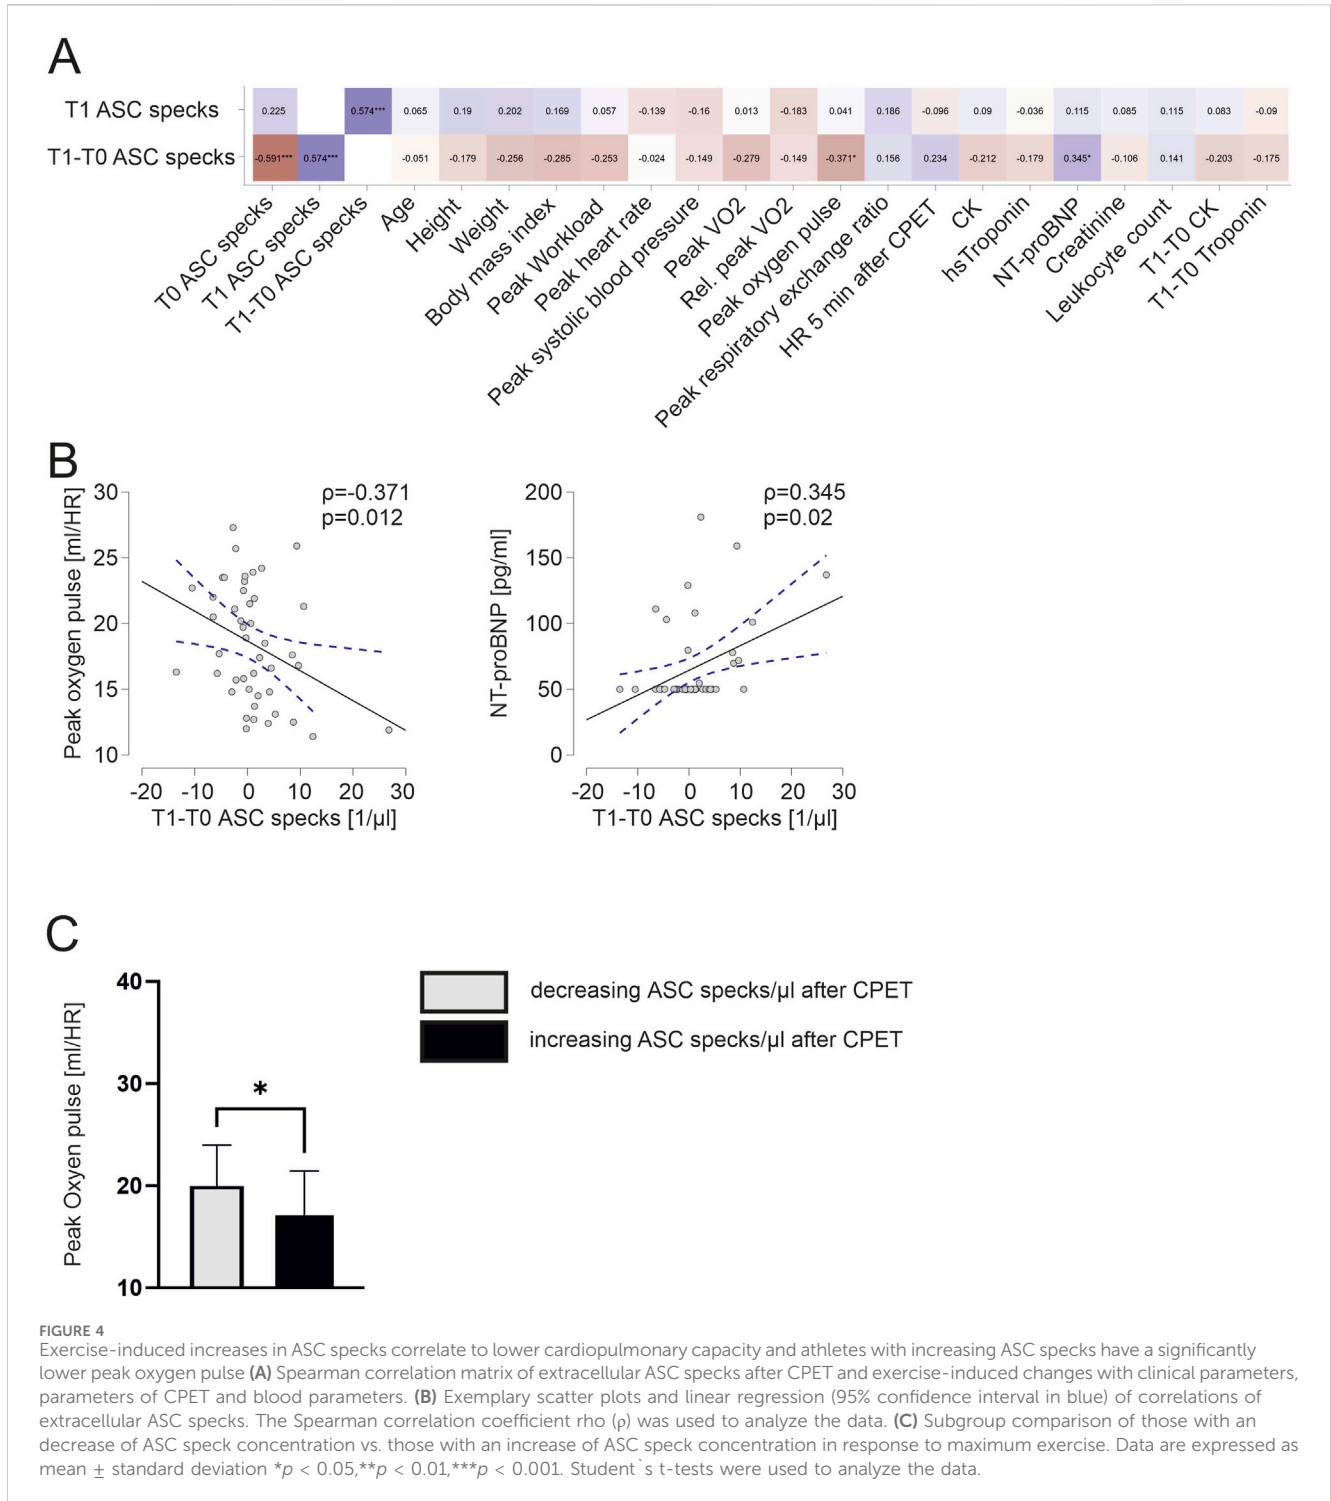 A
T1 ASC specks
0.225 0.574*** 0.065 0.19 0.202 0.169 0.057 -0.139 -0.16 0.013 -0.183 0.041 0.186 -0.096 0.09 -0.036 0.115 0.085 0.115 0.083 -0.09
T1-T0 ASC specks
-0.591*** 0.574*** -0.051 -0.179 -0.256 -0.285 -0.253 -0.024 -0.149 -0.279 -0.149 -0.371* 0.156 0.234 -0.212 -0.179 0.345* -0.106 0.141 -0.203 -0.175
T0 ASC specks
T1 ASC specks
T1-T0 ASC specks
Age
Height
Weight
Body mass index
Peak Workload
Peak heart rate
Peak systolic blood pressure
Peak VO2
Rel. peak VO2
Peak oxygen pulse
Peak respiratory exchange ratio
HR 5 min after CPET
CK
hsTroponin
NT-proBNP
Creatinine
Leukocyte count
T1-T0 CK
T1-T0 Troponin
B
Peak oxygen pulse [ml/HR]
30
25
20
15
10
ρ=-0.371
p=0.012
-20 -10 0 10 20 30
T1-T0 ASC specks [1/µl]
NT-proBNP [pg/ml]
200
150
100
50
0
ρ=0.345
p=0.02
-20 -10 0 10 20 30
T1-T0 ASC specks [1/µl]
C
Peak Oxyen pulse [ml/HR]
40
30
20
10
*
decreasing ASC specks/µl after CPET
increasing ASC specks/µl after CPET
FIGURE 4
Exercise-induced increases in ASC specks correlate to lower cardiopulmonary capacity and athletes with increasing ASC specks have a significantly
lower peak oxygen pulse (A) Spearman correlation matrix of extracellular ASC specks after CPET and exercise-induced changes with clinical parameters,
parameters of CPET and blood parameters. (B) Exemplary scatter plots and linear regression (95% confidence interval in blue) of correlations of
extracellular ASC specks. The Spearman correlation coefficient rho (ρ) was used to analyze the data. (C) Subgroup comparison of those with an
decrease of ASC speck concentration vs. those with an increase of ASC speck concentration in response to maximum exercise. Data are expressed as
mean ± standard deviation *p < 0.05,**p < 0.01,***p < 0.001. Student`s t-tests were used to analyze the data.